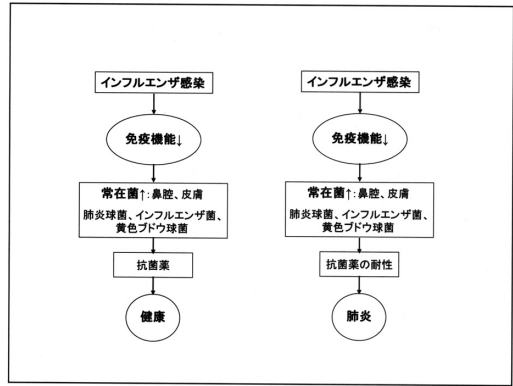 インフルエンザ感染
免疫機能↓
常在菌↑:鼻腔、皮膚
肺炎球菌、インフルエンザ菌、
黄色ブドウ球菌
抗菌薬
健康
インフルエンザ感染
免疫機能↓
常在菌↑:鼻腔、皮膚
肺炎球菌、インフルエンザ菌、
黄色ブドウ球菌
抗菌薬の耐性
肺炎